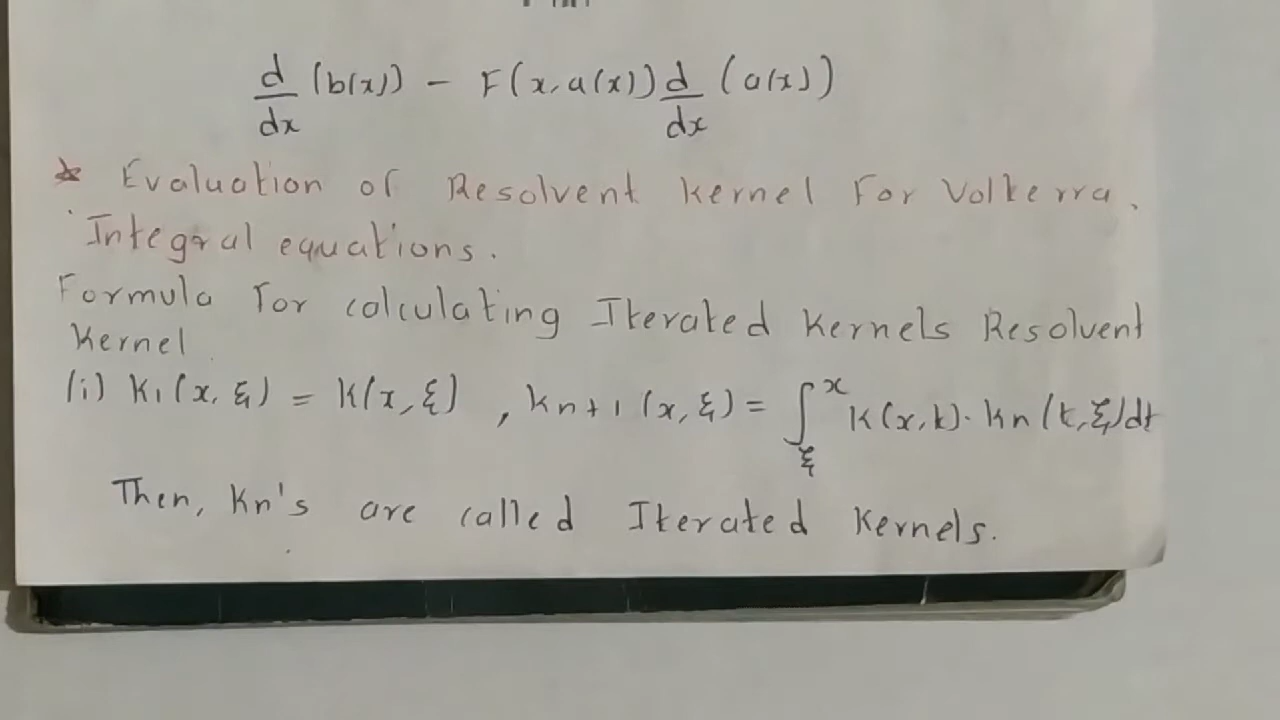 d/dx (b(x)) - F(x, a(x)) d/dx (a(x))
* Evaluation of Resolvent Kernel For Volterra
Integral equations.
Formula for calculating Iterated Kernels Resolvent
Kernel
(i) K1(x, ξ) = K(x, ξ) , Kn+1 (x, ξ) = ∫_ξ^x K(x,t). Kn (t, ξ) dt
Then, Kn's are called Iterated Kernels.